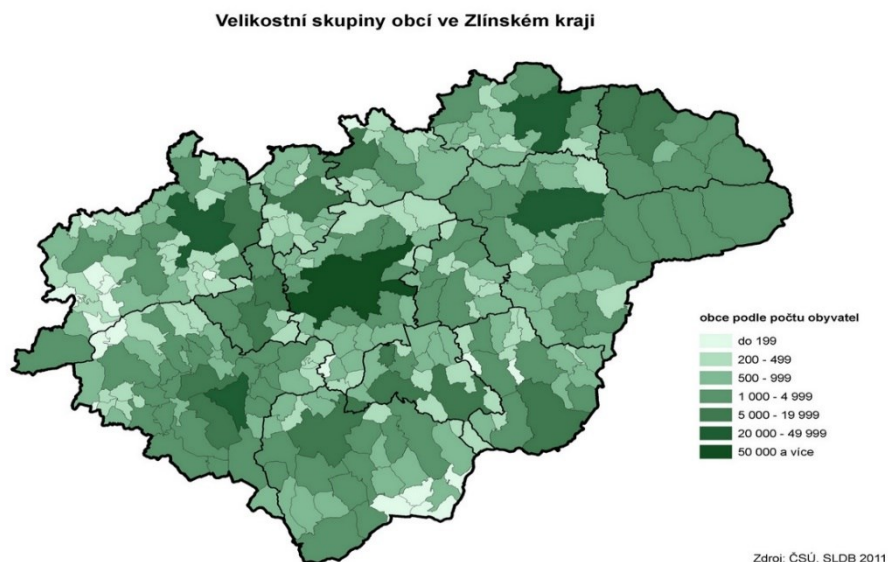 Velikostní skupiny obcí ve Zlínském kraji
obce podle počtu obyvatel
do 199
200 - 499
500 - 999
1 000 - 4 999
5 000 - 19 999
20 000 - 49 999
50 000 a více
Zdroj: ČSÚ, SLDB 2011